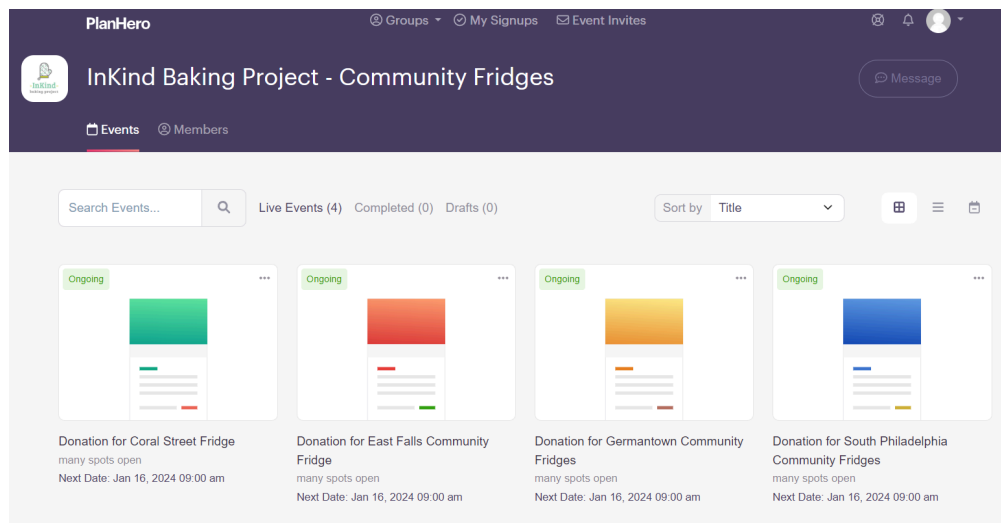 PlanHero
Groups
My Signups
Event Invites
InKind
baking project
InKind Baking Project - Community Fridges
Message
Events
Members
Search Events...
Live Events (4)
Completed (0)
Drafts (0)
Sort by
Title
Ongoing
Donation for Coral Street Fridge
many spots open
Next Date: Jan 16, 2024 09:00 am
Ongoing
Donation for East Falls Community
Fridge
many spots open
Next Date: Jan 16, 2024 09:00 am
Ongoing
Donation for Germantown Community
Fridges
many spots open
Next Date: Jan 16, 2024 09:00 am
Ongoing
Donation for South Philadelphia
Community Fridges
many spots open
Next Date: Jan 16, 2024 09:00 am